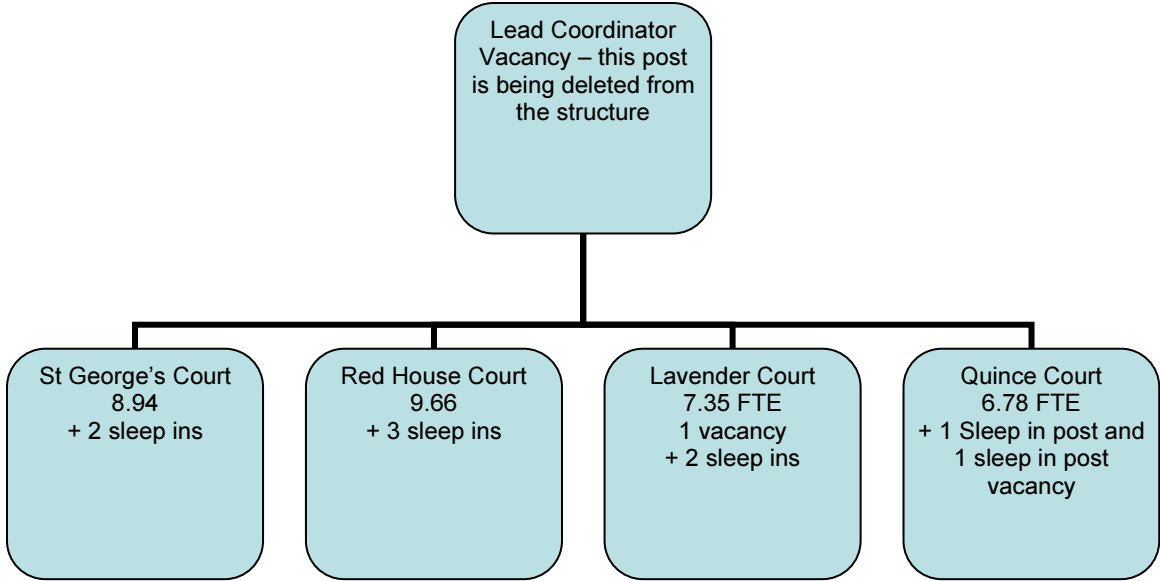 Lead Coordinator
Vacancy – this post
is being deleted from
the structure
St George’s Court
8.94
+ 2 sleep ins
Red House Court
9.66
+ 3 sleep ins
Lavender Court
7.35 FTE
1 vacancy
+ 2 sleep ins
Quince Court
6.78 FTE
+ 1 Sleep in post and
1 sleep in post
vacancy